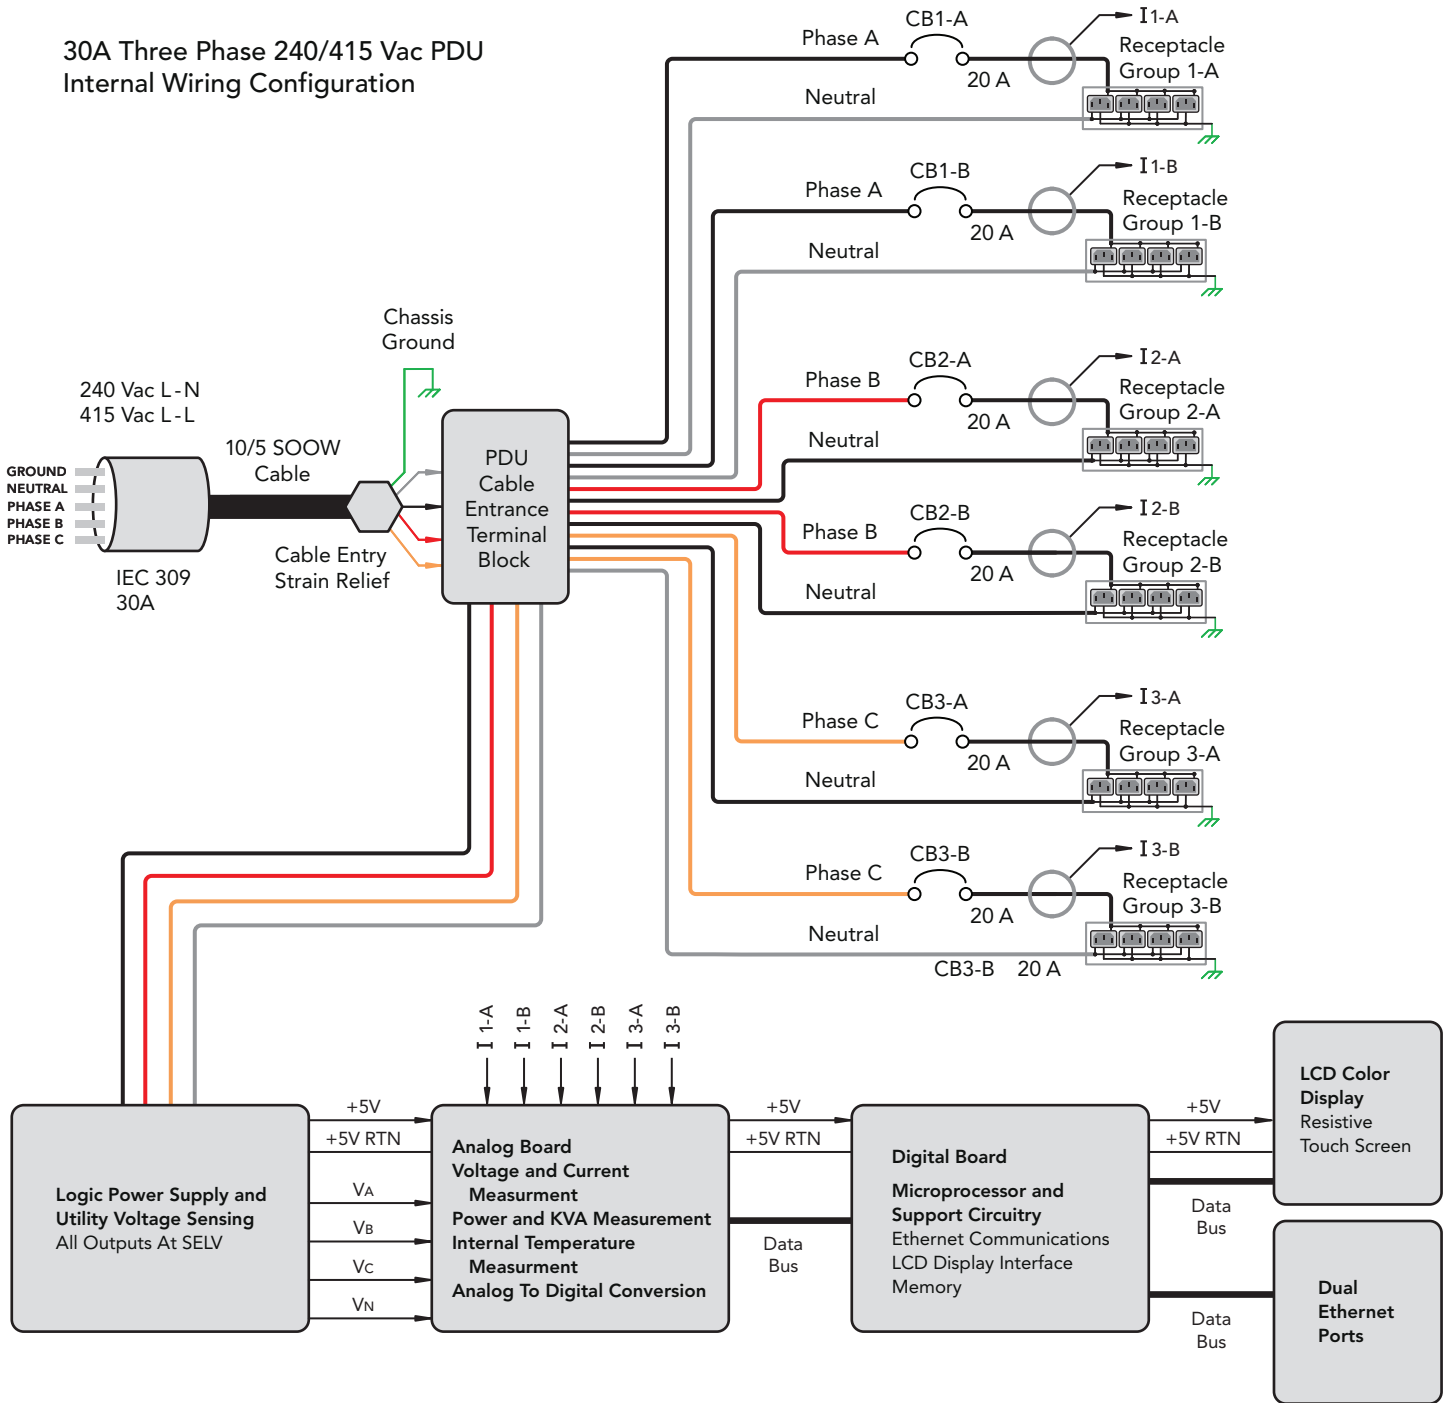 30A Three Phase 240/415 Vac PDU
Internal Wiring Configuration
Phase A
CB1-A
20 A
I 1-A
Receptacle
Group 1-A
Neutral
Phase A
CB1-B
20 A
I 1-B
Receptacle
Group 1-B
Neutral
Phase B
CB2-A
20 A
I 2-A
Receptacle
Group 2-A
Neutral
Phase B
CB2-B
20 A
I 2-B
Receptacle
Group 2-B
Neutral
Phase C
CB3-A
20 A
I 3-A
Receptacle
Group 3-A
Neutral
Phase C
CB3-B
20 A
I 3-B
Receptacle
Group 3-B
Neutral
CB3-B 20 A
Chassis
Ground
240 Vac L-N
415 Vac L-L
GROUND
NEUTRAL
PHASE A
PHASE B
PHASE C
IEC 309
30A
10/5 SOOW
Cable
Cable Entry
Strain Relief
PDU
Cable
Entrance
Terminal
Block
I 1-A
I 1-B
I 2-A
I 2-B
I 3-A
I 3-B
Logic Power Supply and
Utility Voltage Sensing
All Outputs At SELV
+5V
+5V RTN
VA
VB
VC
VN
Analog Board
Voltage and Current
Measurment
Power and KVA Measurement
Internal Temperature
Measurment
Analog To Digital Conversion
+5V
+5V RTN
Data
Bus
Digital Board
Microprocessor and
Support Circuitry
Ethernet Communications
LCD Display Interface
Memory
+5V
+5V RTN
Data
Bus
Data
Bus
LCD Color
Display
Resistive
Touch Screen
Dual
Ethernet
Ports